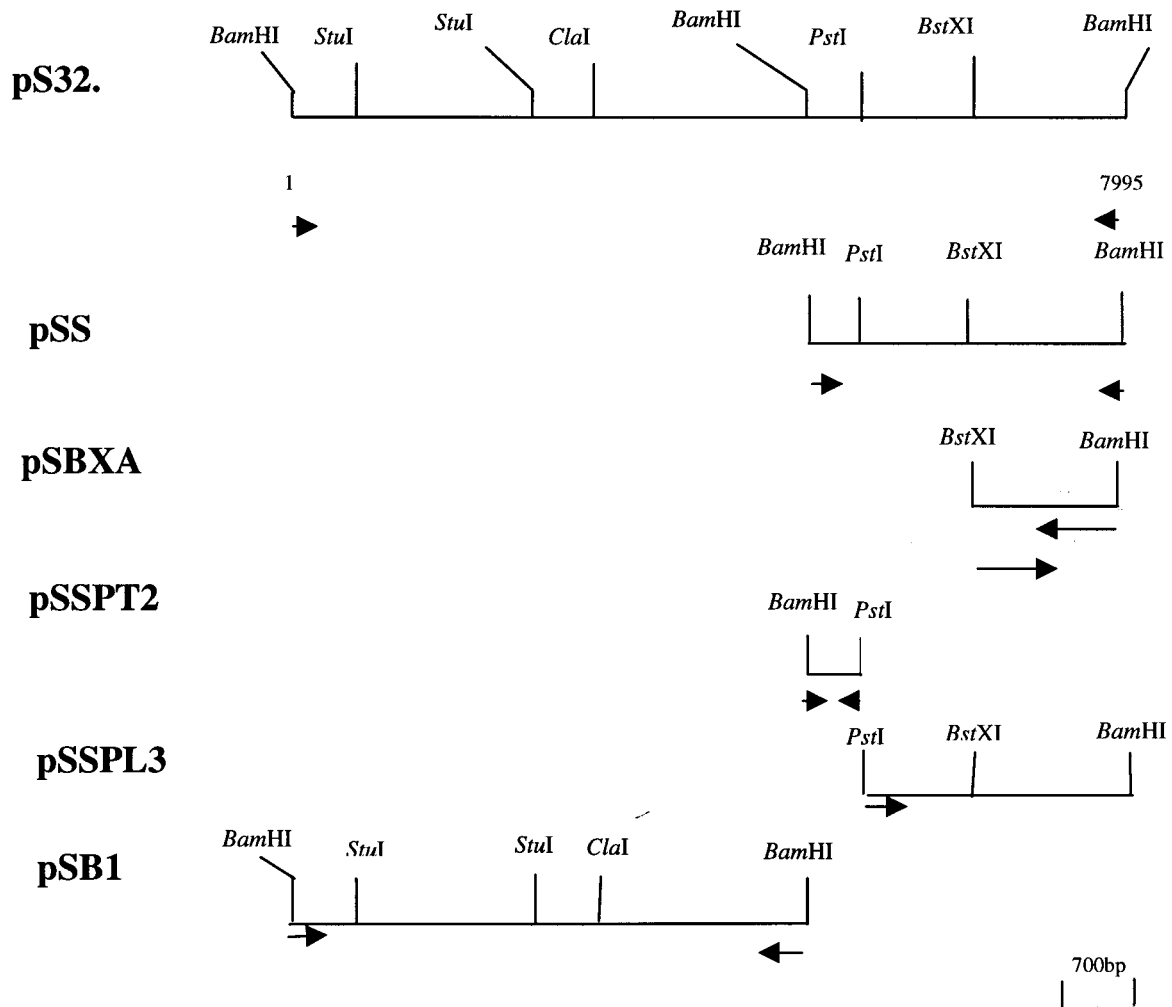 BamHI StuI StuI ClaI BamHI PstI BstXI BamHI
pS32.
1 7995
BamHI PstI BstXI BamHI
pSS
BstXI BamHI
pSBXA
pSSPT2
BamHI PstI
PstI BstXI BamHI
pSSPL3
BamHI StuI StuI ClaI BamHI
pSB1
700bp